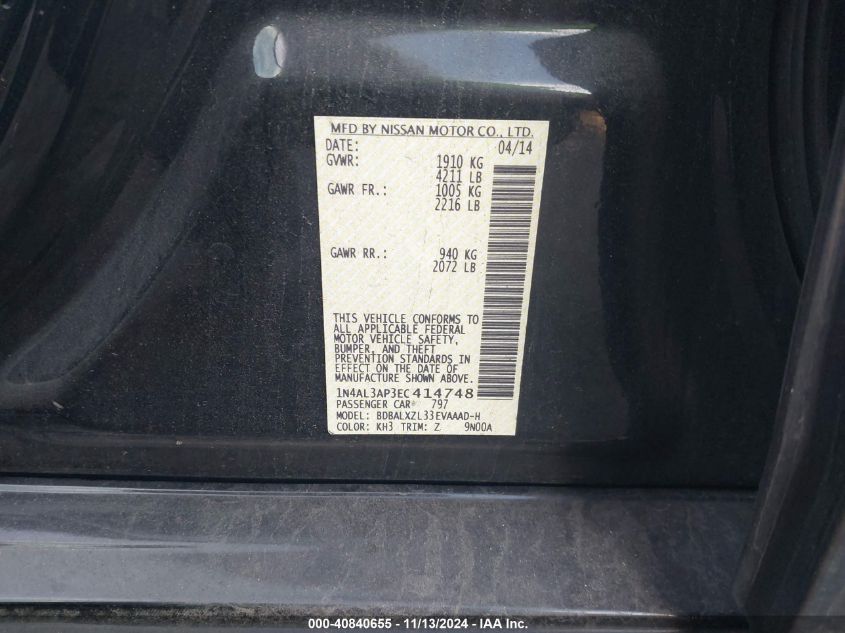 MFD BY NISSAN MOTOR CO., LTD.
DATE: 04/14
GVWR: 1910 KG
4211 LB
GAWR FR.: 1005 KG
2216 LB
GAWR RR.: 940 KG
2072 LB
THIS VEHICLE CONFORMS TO
ALL APPLICABLE FEDERAL
MOTOR VEHICLE SAFETY,
BUMPER, AND THEFT
PREVENTION STANDARDS IN
EFFECT ON THE DATE OF
MANUFACTURE SHOWN ABOVE.
1N4AL3AP3EC414748
PASSENGER CAR* 797
MODEL: BDBALXZL33EVAAAD-H
COLOR: KH3 TRIM: Z 9N00A
000-40840655 - 11/13/2024 - IAA Inc.